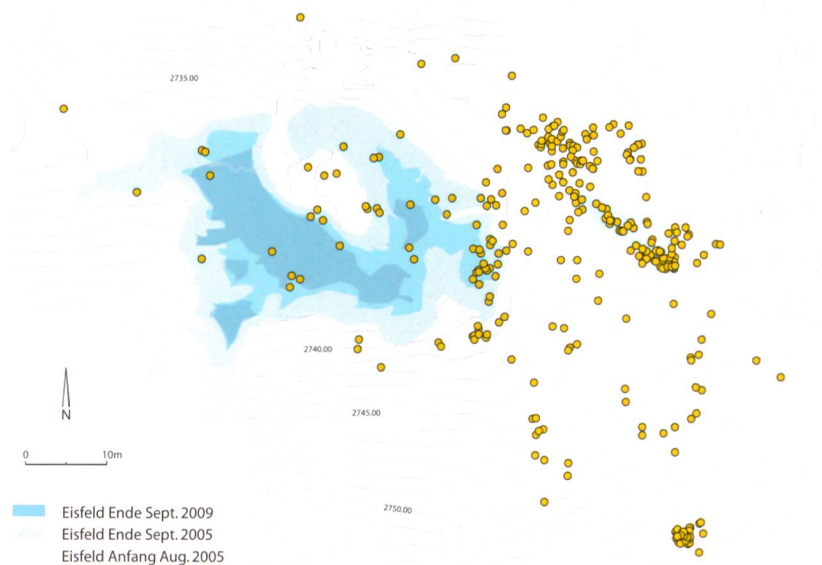 2735.00
2740.00
2745.00
2750.00
N
0 10m
Eisfeld Ende Sept. 2009
Eisfeld Ende Sept. 2005
Eisfeld Anfang Aug. 2005